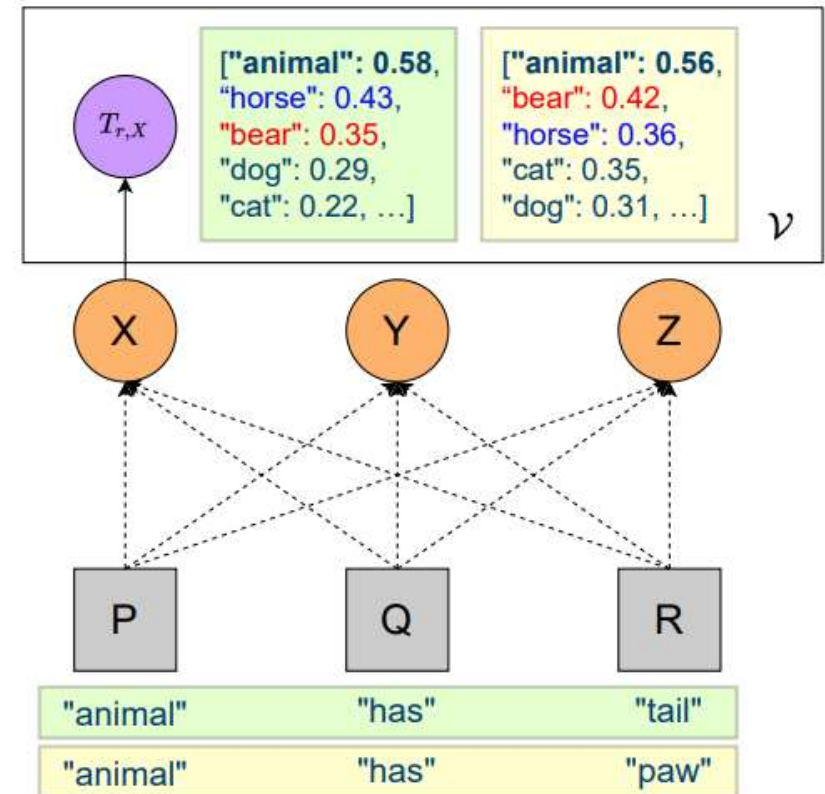 T_{r,X}
["animal": 0.58,
“horse": 0.43,
"bear": 0.35,
"dog": 0.29,
"cat": 0.22, …]
["animal": 0.56,
“bear": 0.42,
"horse": 0.36,
"cat": 0.35,
"dog": 0.31, …]
𝒱
X Y Z
P Q R
"animal" "has" "tail"
"animal" "has" "paw"